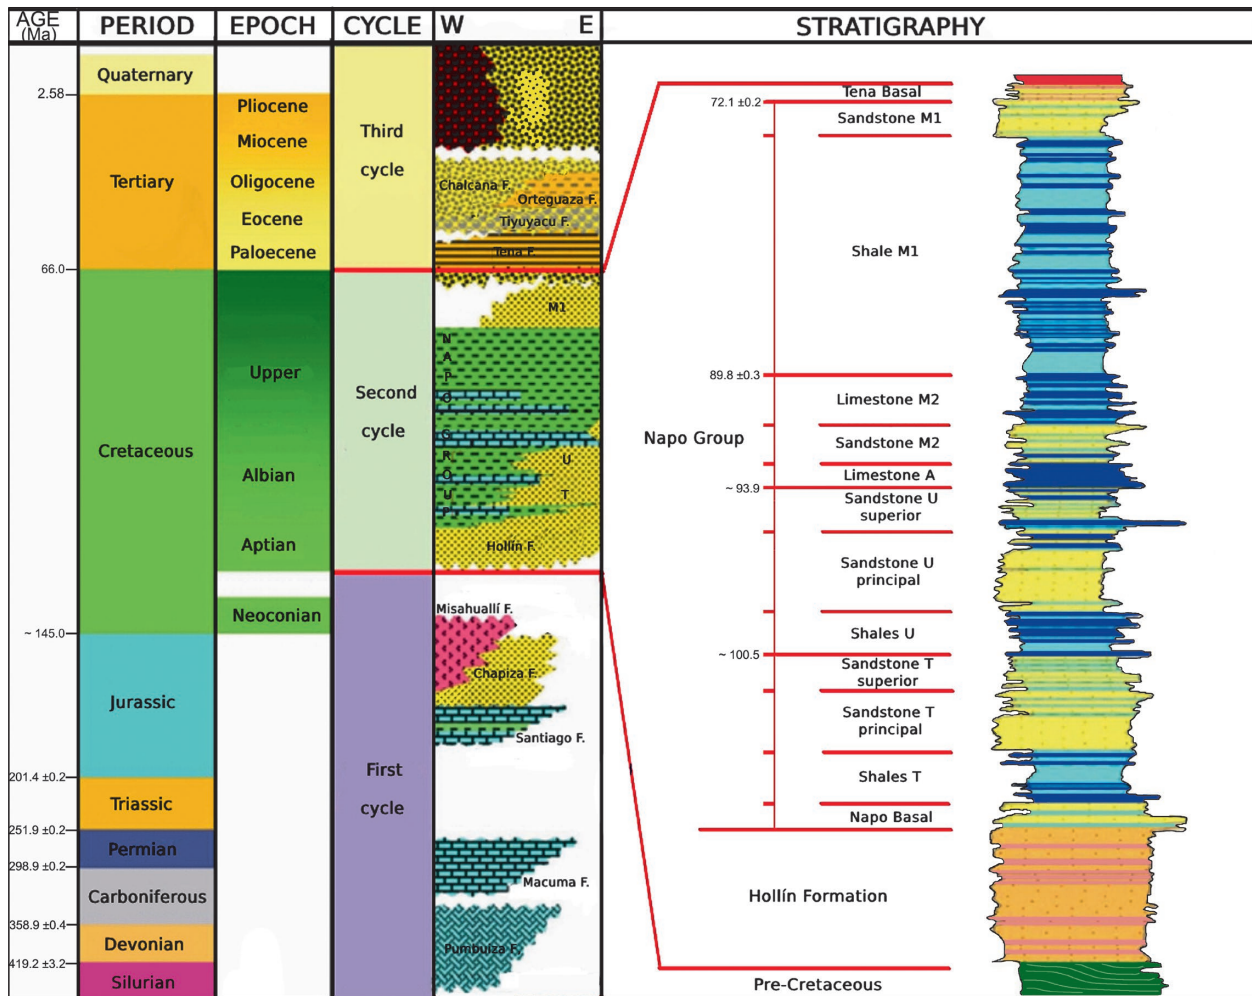 AGE
(Ma)
PERIOD
EPOCH
CYCLE
W
E
STRATIGRAPHY
Quaternary
Tertiary
Cretaceous
Jurassic
Triassic
Permian
Carboniferous
Devonian
Silurian
2.58
66.0
~ 145.0
201.4 ±0.2
251.9 ±0.2
298.9 ±0.2
358.9 ±0.4
419.2 ±3.2
Pliocene
Miocene
Oligocene
Eocene
Paloecene
Upper
Albian
Aptian
Neoconian
Third
cycle
Second
cycle
First
cycle
Chalcana F.
Orteguaza F.
Tiyuyacu F.
Tena F.
M1
NAPO GROUP
U
T
Hollín F.
Misahuallí F.
Chapiza F.
Santiago F.
Macuma F.
Pumbuiza F.
Tena Basal
72.1 ±0.2
Sandstone M1
Shale M1
89.8 ±0.3
Limestone M2
Napo Group
Sandstone M2
Limestone A
~ 93.9
Sandstone U
superior
Sandstone U
principal
Shales U
~ 100.5
Sandstone T
superior
Sandstone T
principal
Shales T
Napo Basal
Hollín Formation
Pre-Cretaceous